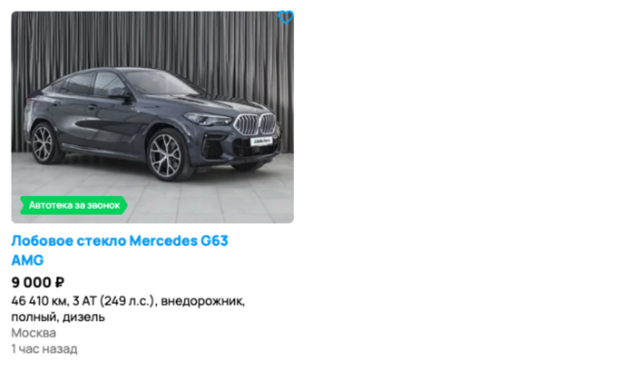 Автотека за звонок
Лобовое стекло Mercedes G63
AMG
9 000 ₽
46 410 км, 3 AT (249 л.с.), внедорожник,
полный, дизель
Москва
1 час назад